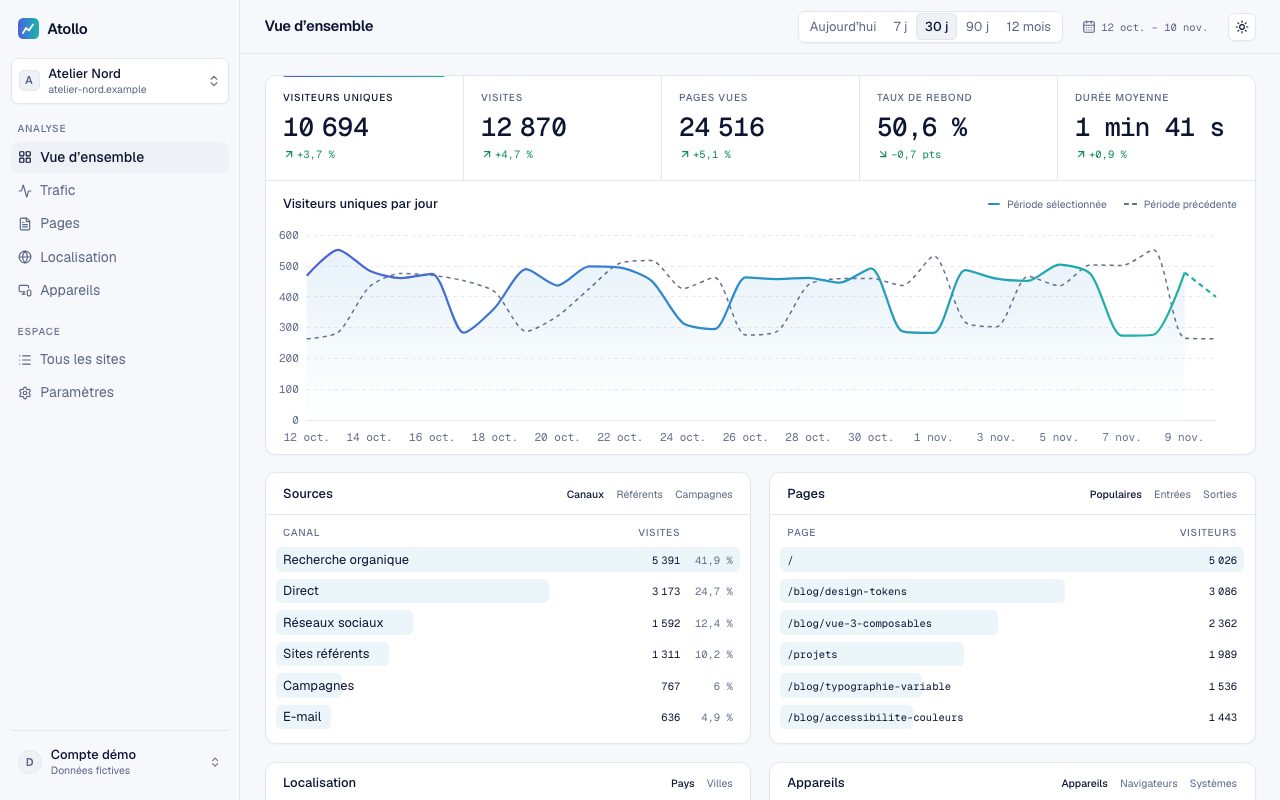 Atollo
A
Atelier Nord
atelier-nord.example
ANALYSE
Vue d’ensemble
Trafic
Pages
Localisation
Appareils
ESPACE
Tous les sites
Paramètres
D
Compte démo
Données fictives
Vue d’ensemble
Aujourd’hui 7 j 30 j 90 j 12 mois
12 oct. – 10 nov.
VISITEURS UNIQUES
10 694
+3,7 %
VISITES
12 870
+4,7 %
PAGES VUES
24 516
+5,1 %
TAUX DE REBOND
50,6 %
−0,7 pts
DURÉE MOYENNE
1 min 41 s
+0,9 %
Visiteurs uniques par jour
Période sélectionnée Période précédente
600
500
400
300
200
100
0
12 oct. 14 oct. 16 oct. 18 oct. 20 oct. 22 oct. 24 oct. 26 oct. 28 oct. 30 oct. 1 nov. 3 nov. 5 nov. 7 nov. 9 nov.
Sources
Canaux Référents Campagnes
CANAL VISITES
Recherche organique 5 391 41,9 %
Direct 3 173 24,7 %
Réseaux sociaux 1 592 12,4 %
Sites référents 1 311 10,2 %
Campagnes 767 6 %
E-mail 636 4,9 %
Pages
Populaires Entrées Sorties
PAGE VISITEURS
/ 5 026
/blog/design-tokens 3 086
/blog/vue-3-composables 2 362
/projets 1 989
/blog/typographie-variable 1 536
/blog/accessibilite-couleurs 1 443
Localisation
Pays Villes
Appareils
Appareils Navigateurs Systèmes